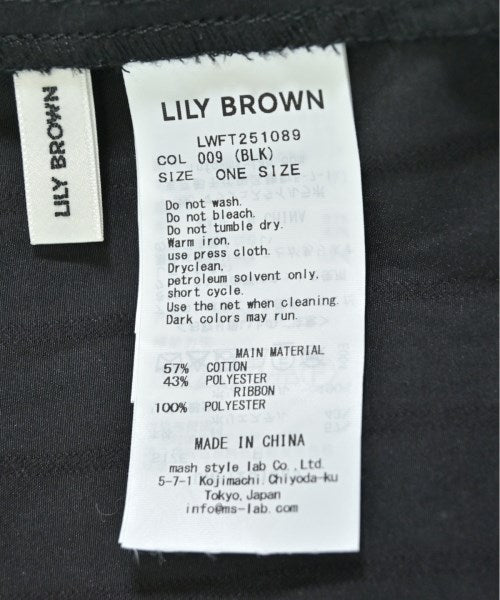 LILY BROWN
LILY BROWN
LWFT251089
COL 009 (BLK)
SIZE ONE SIZE
Do not wash.
Do not bleach.
Do not tumble dry.
Warm iron.
use press cloth.
Dryclean,
petroleum solvent only,
short cycle.
Use the net when cleaning.
Dark colors may run.
MAIN MATERIAL
57% COTTON
43% POLYESTER
RIBBON
100% POLYESTER
MADE IN CHINA
mash style lab Co.,Ltd.
5-7-1 Kojimachi,Chiyoda-ku
Tokyo,Japan
info@ms-lab.com